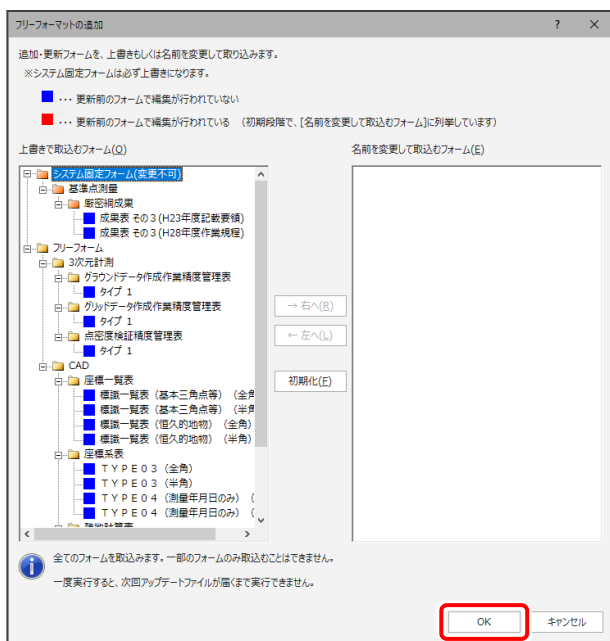 フリーフォーマットの追加
? ×
追加・更新フォームを、上書きもしくは名前を変更して取り込みます。
※システム固定フォームは必ず上書きになります。
・・・ 更新前のフォームで編集が行われていない
・・・ 更新前のフォームで編集が行われている （初期段階で、[名前を変更して取込むフォーム]に列挙しています）
上書きで取込むフォーム(O)
名前を変更して取込むフォーム(E)
システム固定フォーム(変更不可)
基準点測量
厳密網成果
成果表 その３(H23年度記載要領)
成果表 その３(H28年度作業規程)
フリーフォーム
3次元計測
グラウンドデータ作成作業精度管理表
タイプ 1
グリッドデータ作成作業精度管理表
タイプ 1
点密度検証精度管理表
タイプ 1
CAD
座標一覧表
標識一覧表（基本三角点等）（全角
標識一覧表（基本三角点等）（半角
標識一覧表（恒久的地物）（全角）
標識一覧表（恒久的地物）（半角）
座標系表
ＴＹＰＥ０３（全角）
ＴＹＰＥ０３（半角）
ＴＹＰＥ０４（測量年月日のみ）（
ＴＹＰＥ０４（測量年月日のみ）（
→ 右へ(R)
← 左へ(L)
初期化(F)
全てのフォームを取込みます。一部のフォームのみ取込むことはできません。
一度実行すると、次回アップデートファイルが届くまで実行できません。
OK
キャンセル